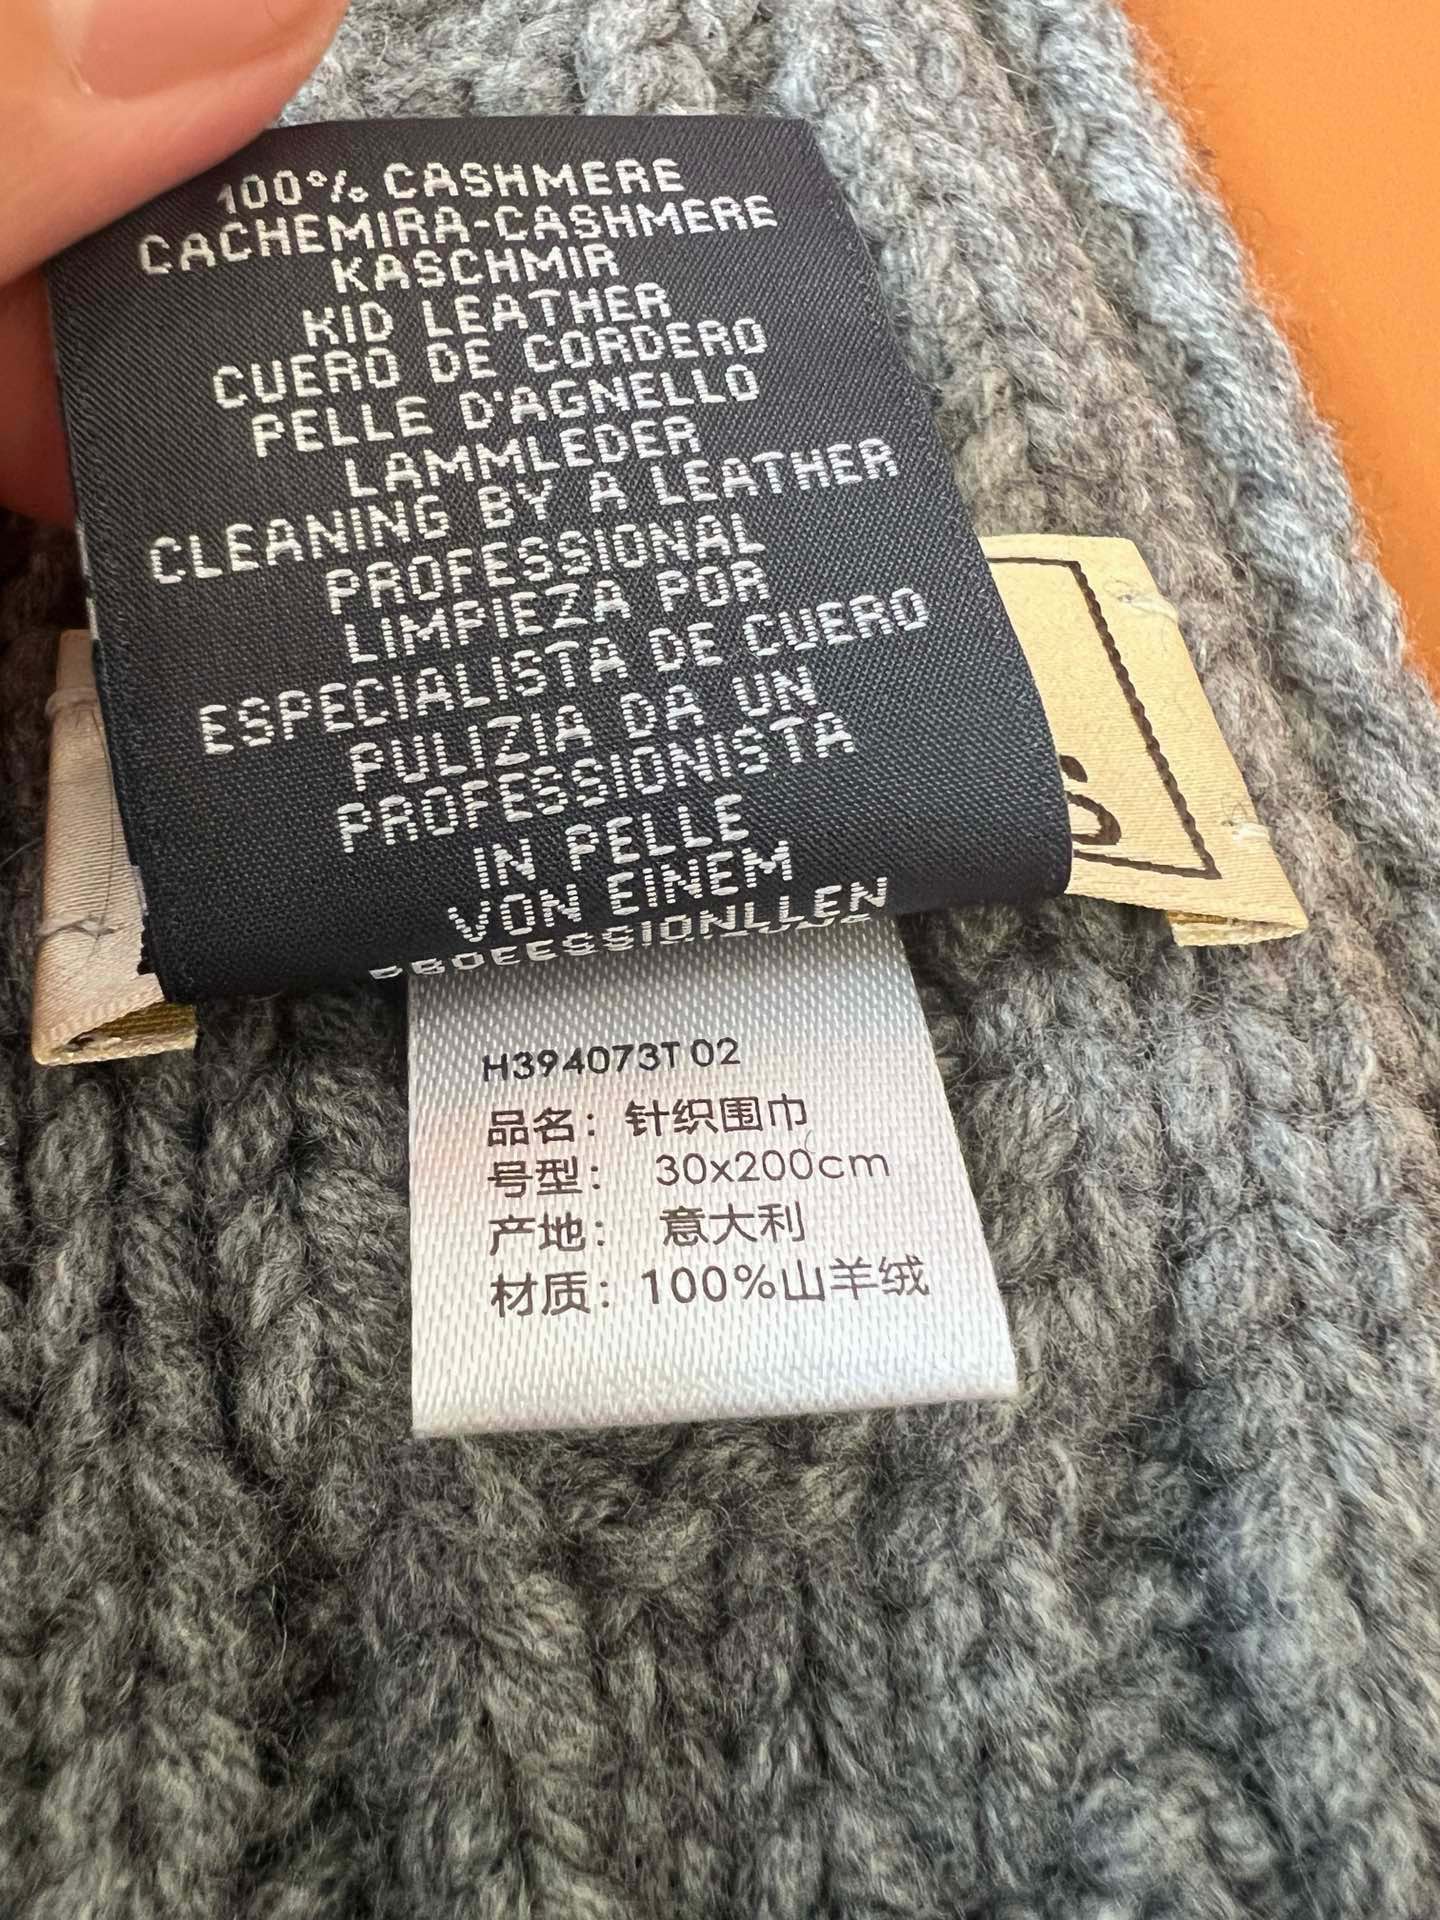 100% CASHMERE
CACHEMIRA-CASHMERE
KASCHMIR
KID LEATHER
CUERO DE CORDERO
PELLE D'AGNELLO
LAMMLEDER
CLEANING BY A LEATHER
PROFESSIONAL
LIMPIEZA POR
ESPECIALISTA DE CUERO
PULIZIA DA UN
PROFESSIONISTA
IN PELLE
VON EINEM
PROFESSIONLLEN
H394073T 02
品名：针织围巾
号型： 30x200cm
产地： 意大利
材质：100%山羊绒